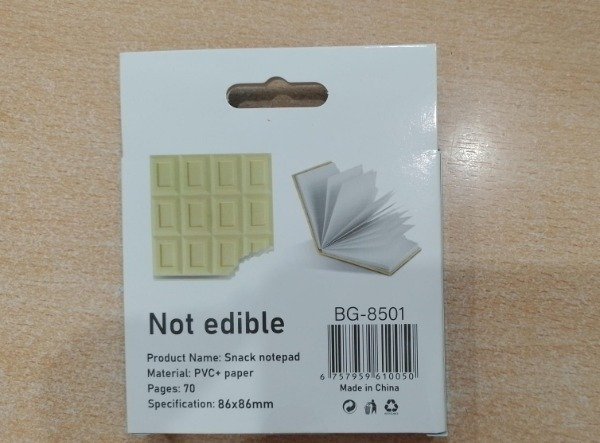 Not edible
Product Name: Snack notepad
Material: PVC+ paper
Pages: 70
Specification: 86x86mm
BG-8501
6 757959 610050
Made in China